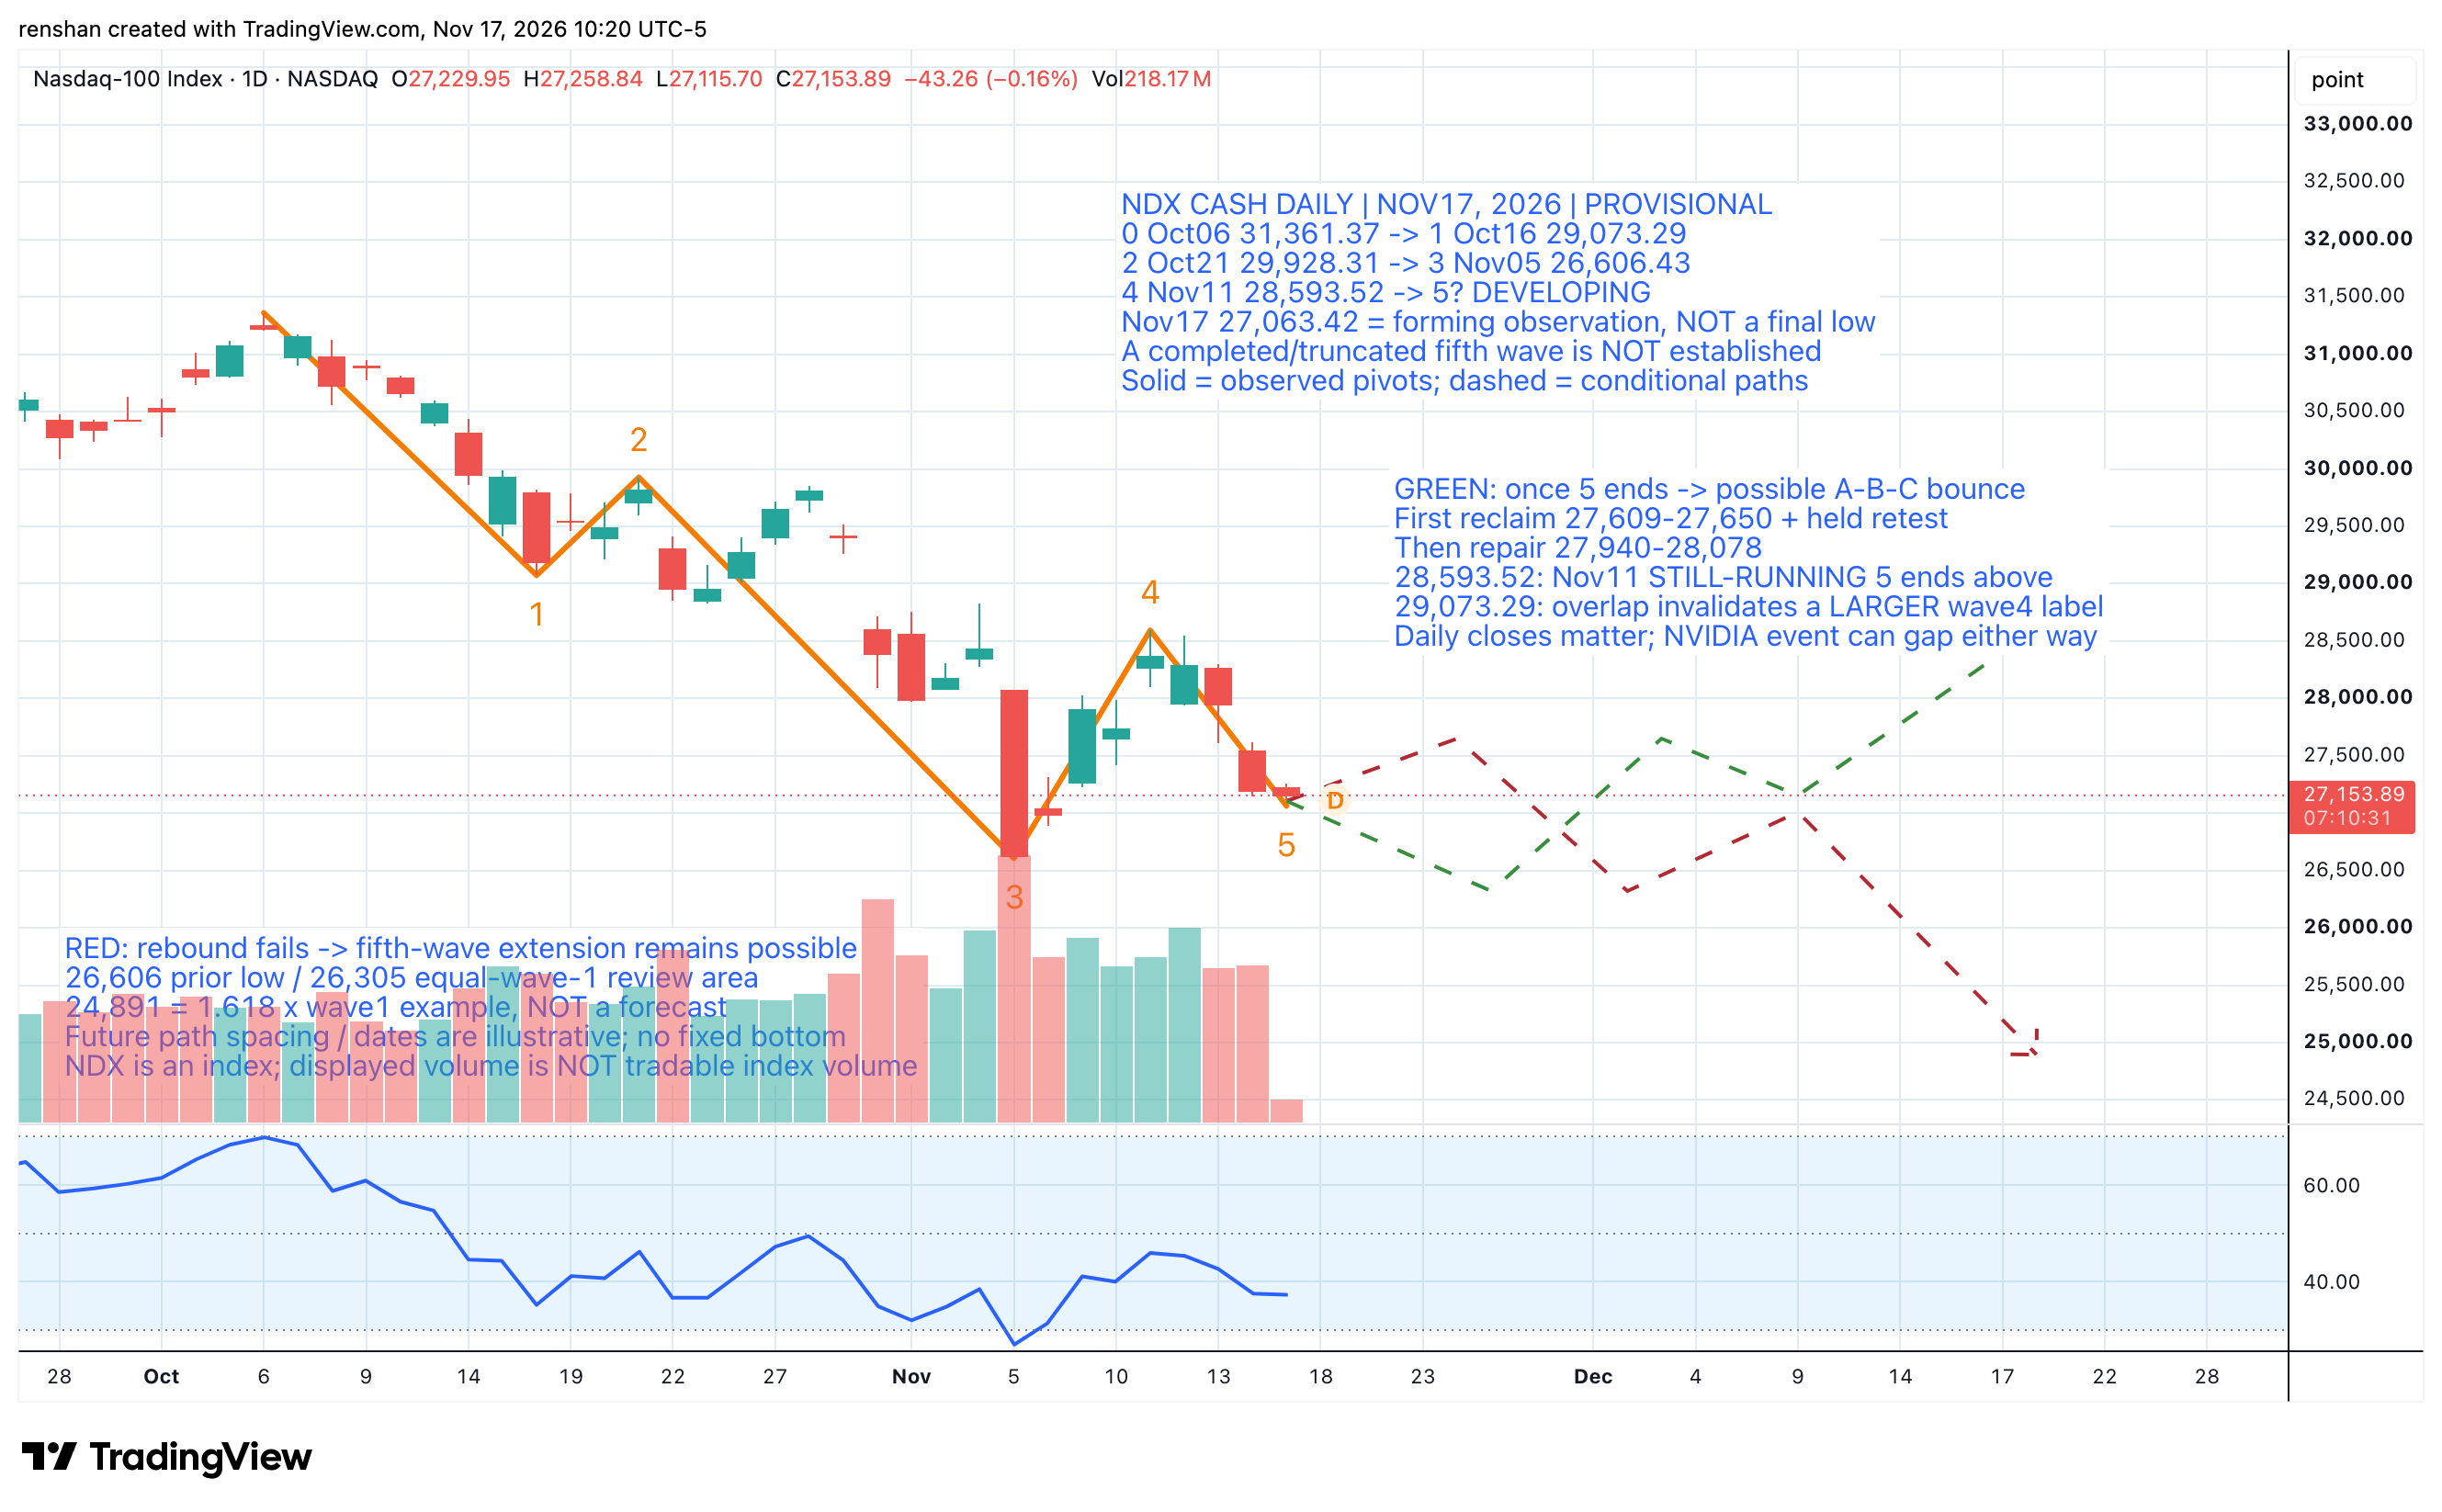 renshan created with TradingView.com, Nov 17, 2026 10:20 UTC-5
Nasdaq-100 Index · 1D · NASDAQ O27,229.95 H27,258.84 L27,115.70 C27,153.89 −43.26 (−0.16%) Vol218.17 M
point
33,000.00
32,500.00
32,000.00
31,500.00
31,000.00
30,500.00
30,000.00
29,500.00
29,000.00
28,500.00
28,000.00
27,500.00
27,153.89
07:10:31
26,500.00
26,000.00
25,500.00
25,000.00
24,500.00
60.00
40.00
NDX CASH DAILY | NOV17, 2026 | PROVISIONAL
0 Oct06 31,361.37 -> 1 Oct16 29,073.29
2 Oct21 29,928.31 -> 3 Nov05 26,606.43
4 Nov11 28,593.52 -> 5? DEVELOPING
Nov17 27,063.42 = forming observation, NOT a final low
A completed/truncated fifth wave is NOT established
Solid = observed pivots; dashed = conditional paths
GREEN: once 5 ends -> possible A-B-C bounce
First reclaim 27,609-27,650 + held retest
Then repair 27,940-28,078
28,593.52: Nov11 STILL-RUNNING 5 ends above
29,073.29: overlap invalidates a LARGER wave4 label
Daily closes matter; NVIDIA event can gap either way
1
2
3
4
5
D
RED: rebound fails -> fifth-wave extension remains possible
26,606 prior low / 26,305 equal-wave-1 review area
24,891 = 1.618 x wave1 example, NOT a forecast
Future path spacing / dates are illustrative; no fixed bottom
NDX is an index; displayed volume is NOT tradable index volume
28 Oct 6 9 14 19 22 27 Nov 5 10 13 18 23 Dec 4 9 14 17 22 28
TradingView